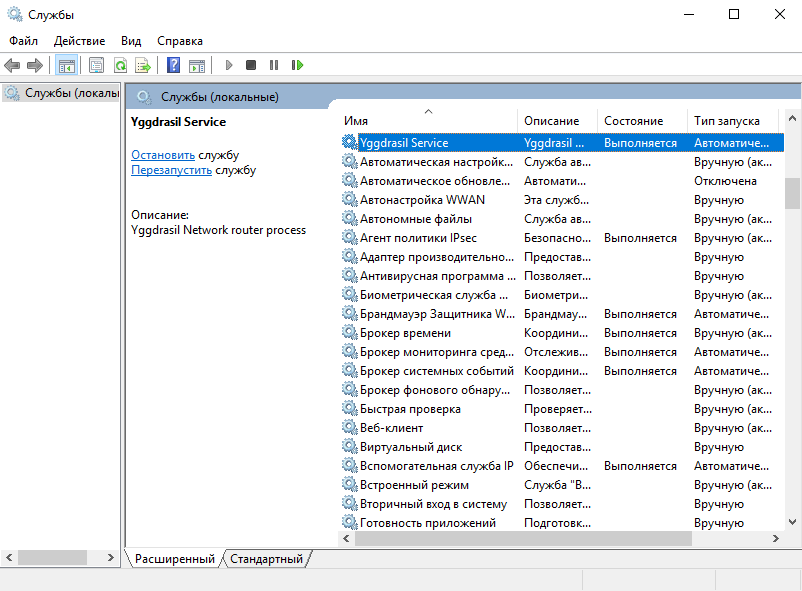 Службы
Файл Действие Вид Справка
Службы (локалы
Службы (локальные)
Yggdrasil Service
Остановить службу
Перезапустить службу
Описание:
Yggdrasil Network router process
Имя Описание Состояние Тип запуска
Yggdrasil Service Yggdrasil ... Выполняется Автоматиче...
Автоматическая настройк... Служба ав... Вручную (ак...
Автоматическое обновле... Автомати... Отключена
Автонастройка WWAN Эта служб... Вручную
Автономные файлы Служба ав... Вручную (ак...
Агент политики IPsec Безопасно... Выполняется Вручную (ак...
Адаптер производительно... Предостав... Вручную
Антивирусная программа ... Позволяет... Вручную
Биометрическая служба ... Биометри... Вручную (ак...
Брандмауэр Защитника W... Брандмау... Выполняется Автоматиче...
Брокер времени Координи... Выполняется Вручную (ак...
Брокер мониторинга сред... Отслежив... Выполняется Автоматиче...
Брокер системных событий Координи... Выполняется Автоматиче...
Брокер фонового обнару... Позволяет... Вручную (ак...
Быстрая проверка Проверяет... Вручную (ак...
Веб-клиент Позволяет... Вручную (ак...
Виртуальный диск Предостав... Вручную
Вспомогательная служба IP Обеспечи... Выполняется Автоматиче...
Встроенный режим Служба "В... Вручную (ак...
Вторичный вход в систему Позволяет... Вручную
Готовность приложений Подготовк... Вручную
Расширенный Стандартный